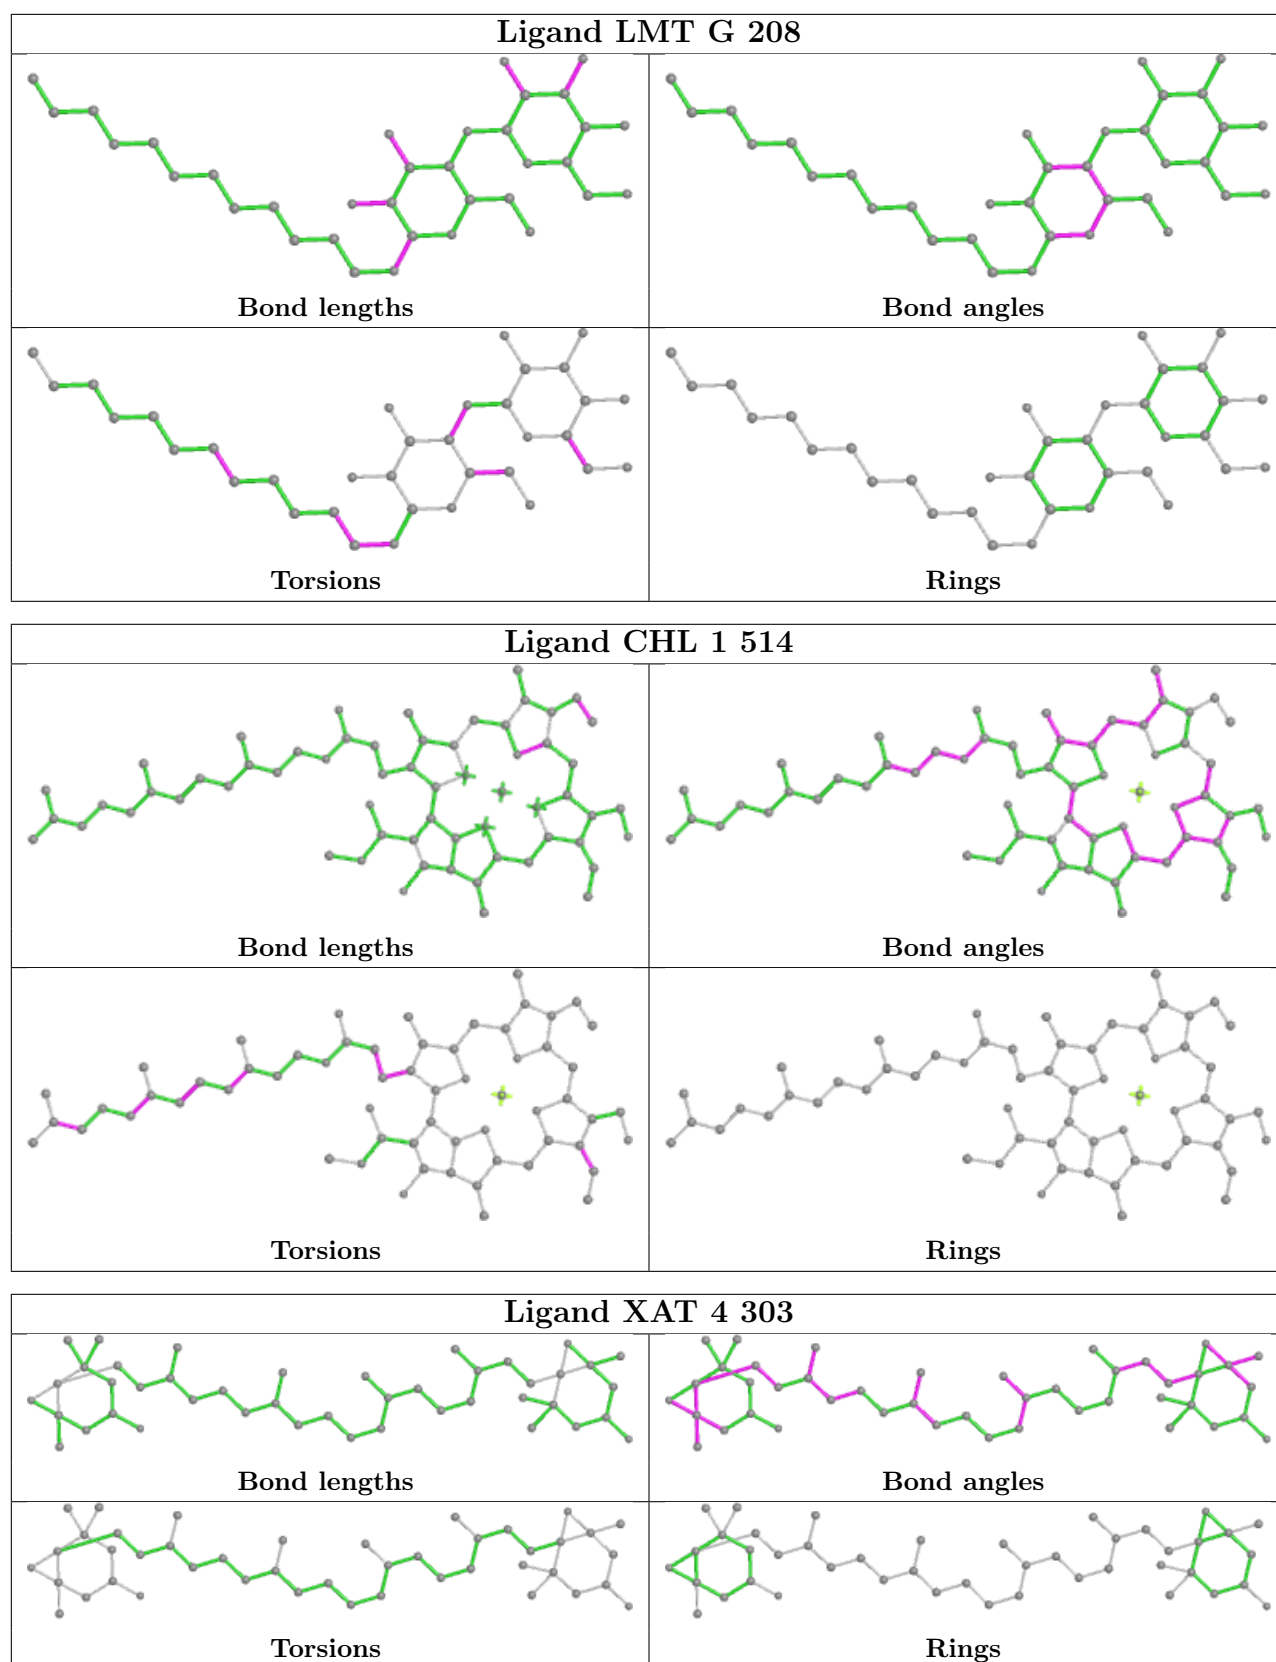 Ligand LMT G 208
Bond lengths
Bond angles
Torsions
Rings
Ligand CHL 1 514
Bond lengths
Bond angles
Torsions
Rings
Ligand XAT 4 303
Bond lengths
Bond angles
Torsions
Rings